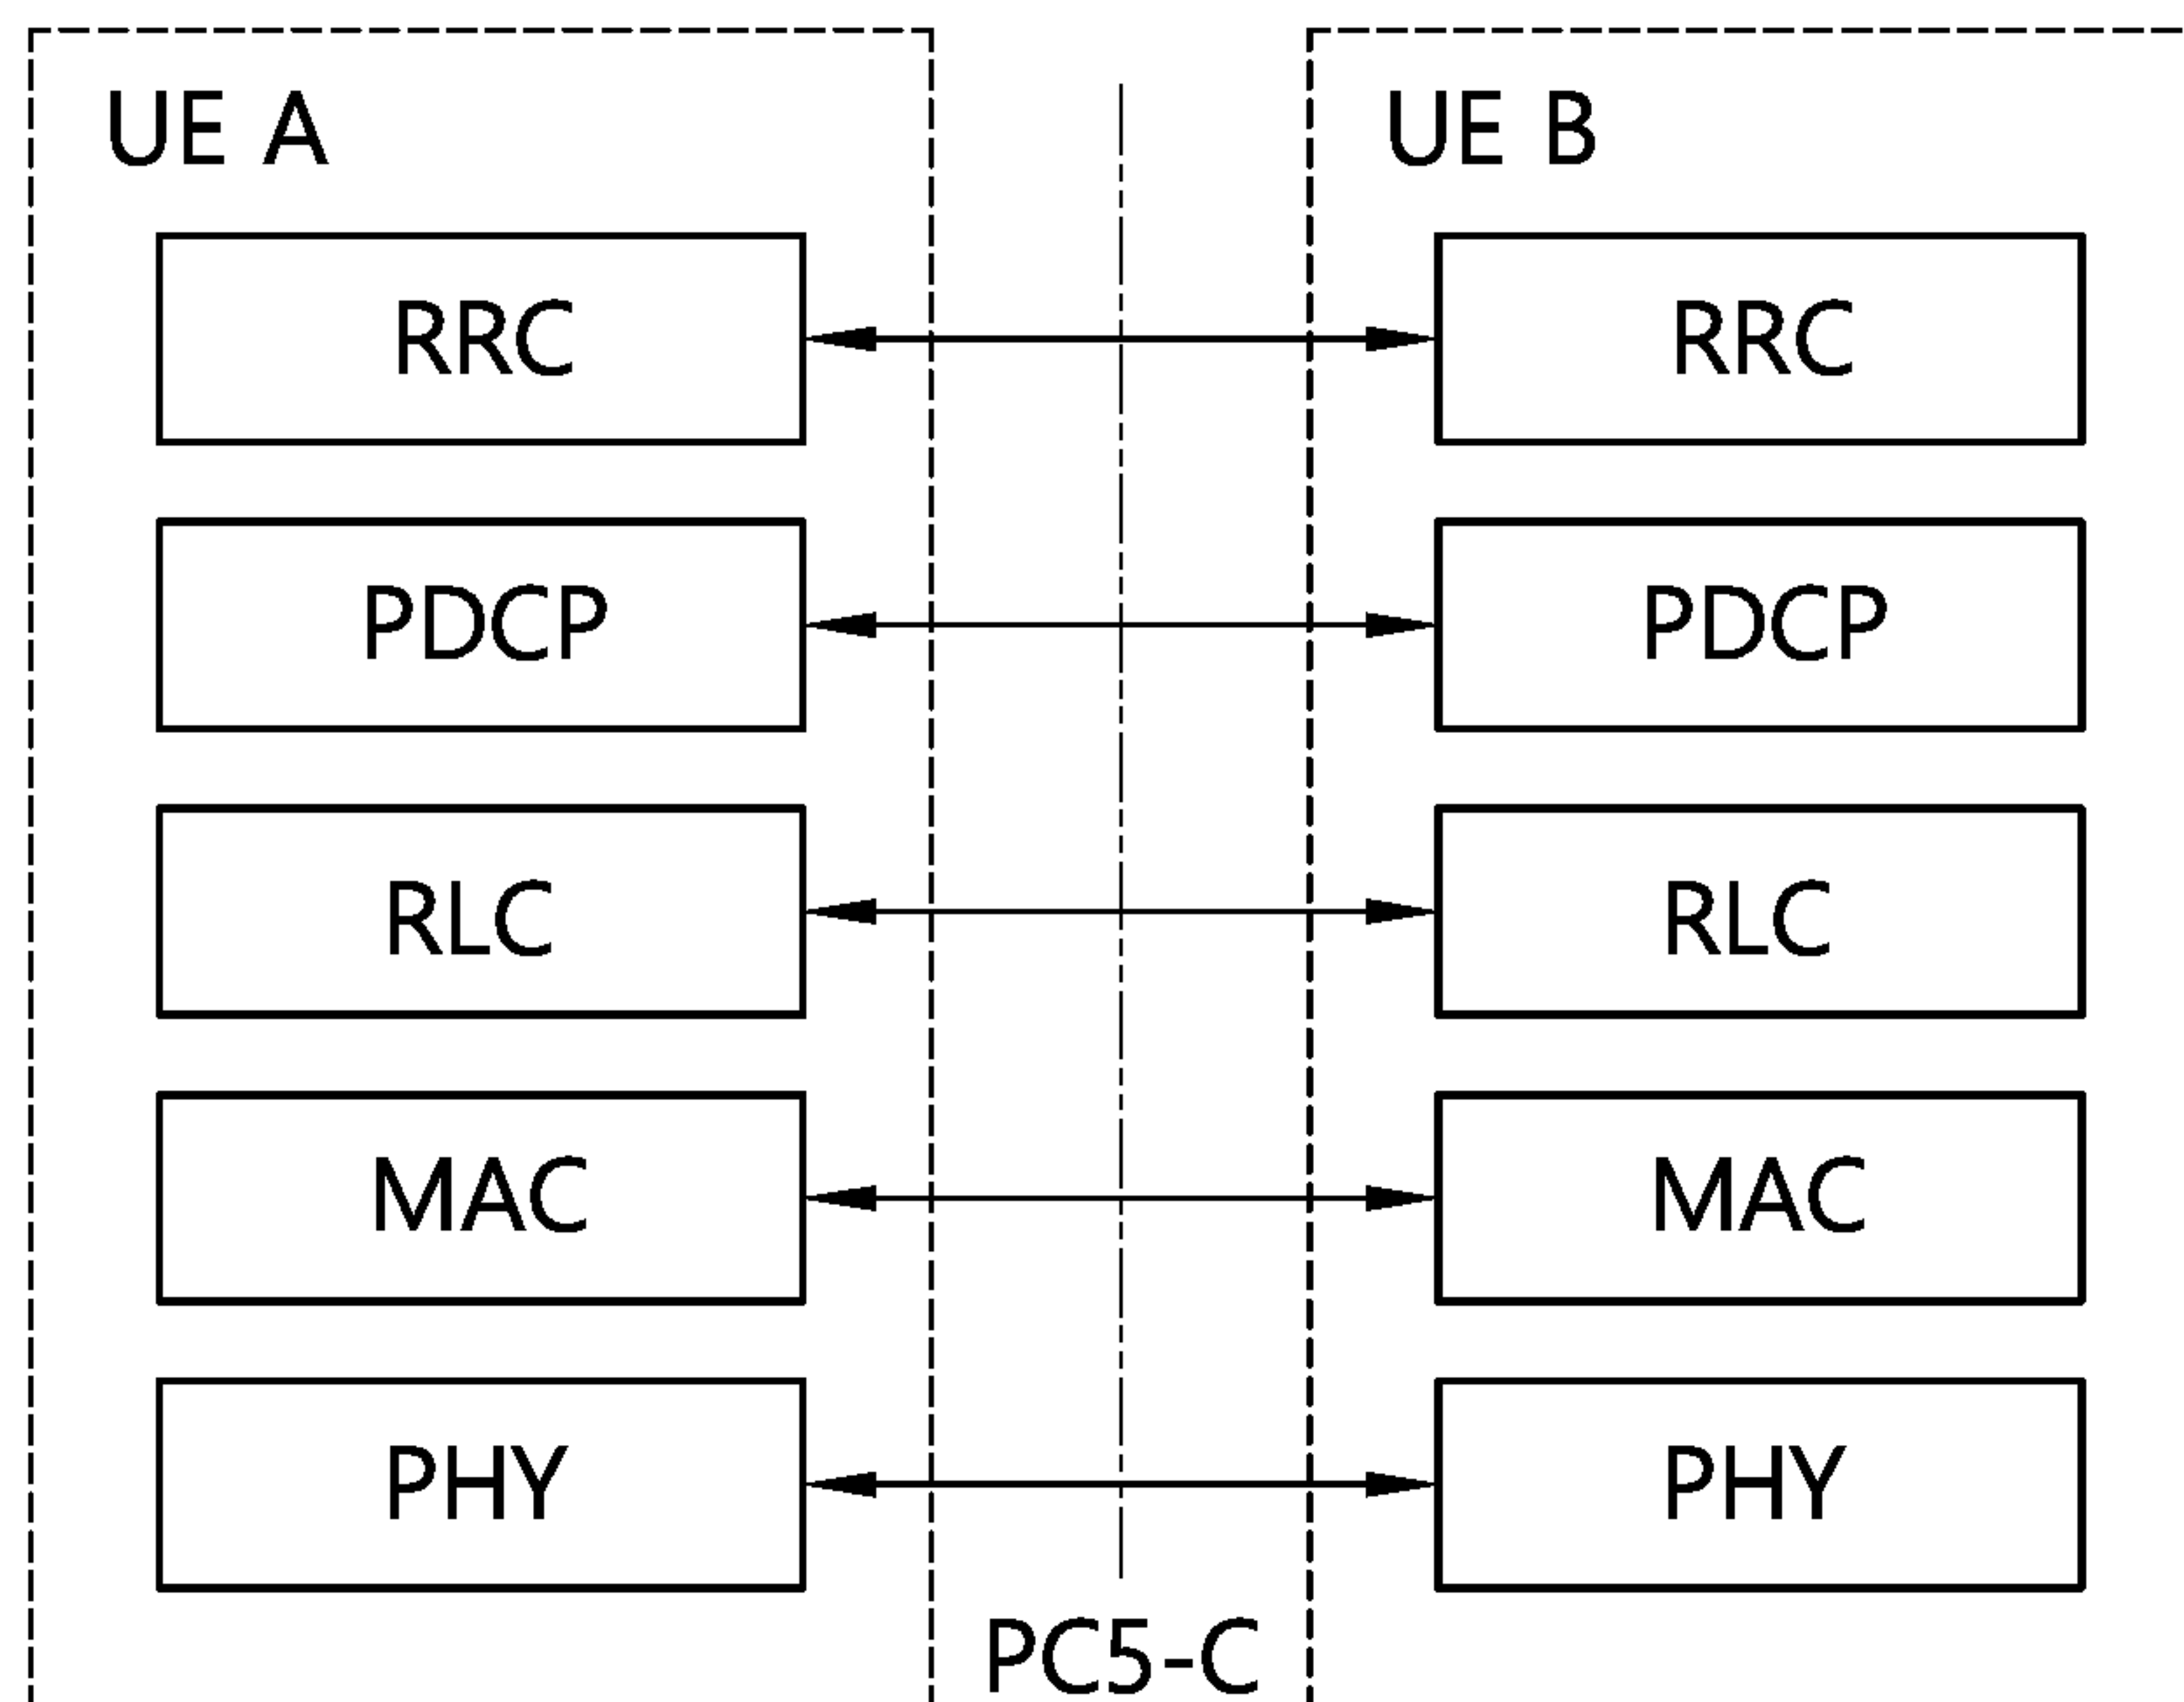 UE A
UE B
RRC
RRC
PDCP
PDCP
RLC
RLC
MAC
MAC
PHY
PHY
PC5-C